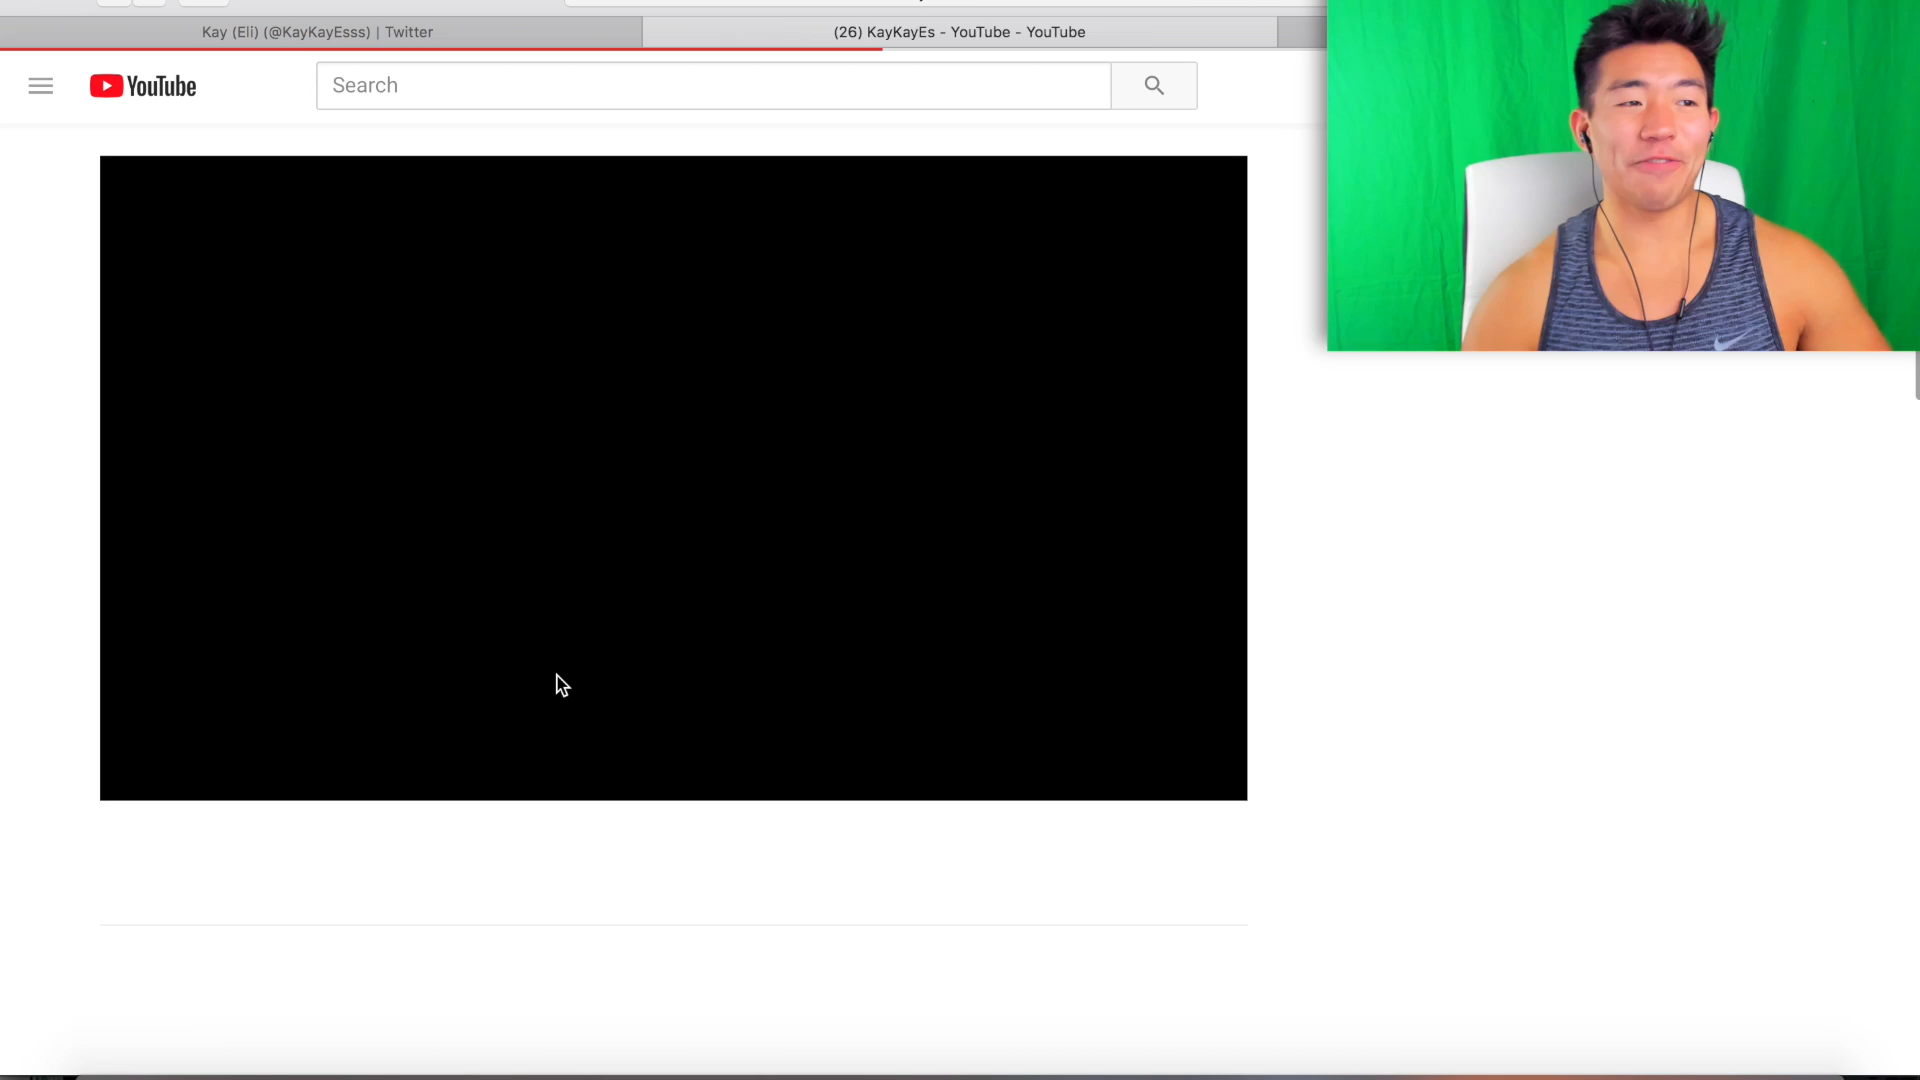 Kay (Eli) (@KayKayEsss) | Twitter
(26) KayKayEs - YouTube - YouTube
YouTube
Search